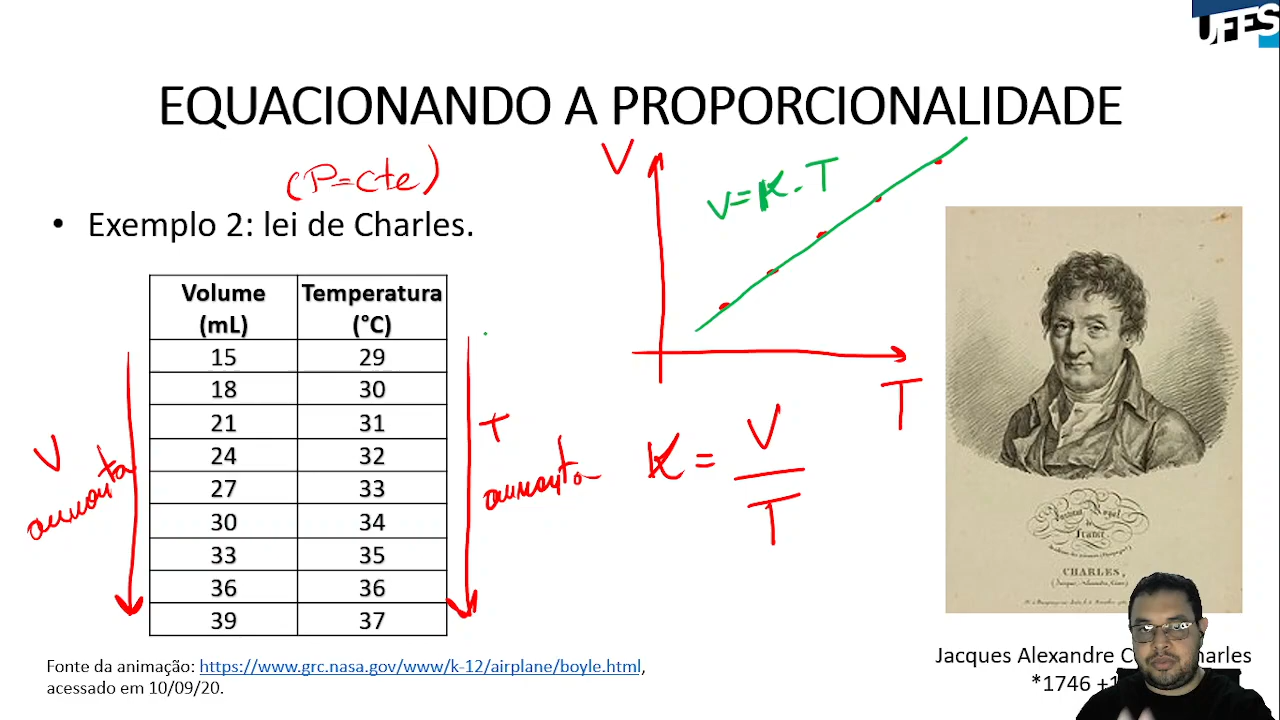 UFES
EQUACIONANDO A PROPORCIONALIDADE
(P=cte)
• Exemplo 2: lei de Charles.
Volume (mL) Temperatura (°C)
15 29
18 30
21 31
24 32
27 33
30 34
33 35
36 36
39 37
V aumenta
T aumenta
V
V=K.T
T
K = V
T
CHARLES,
Fonte da animação: https://www.grc.nasa.gov/www/k-12/airplane/boyle.html,
acessado em 10/09/20.
Jacques Alexandre
*1746